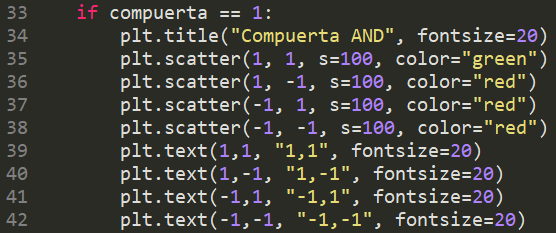 33 if compuerta == 1:
34 plt.title("Compuerta AND", fontsize=20)
35 plt.scatter(1, 1, s=100, color="green")
36 plt.scatter(1, -1, s=100, color="red")
37 plt.scatter(-1, 1, s=100, color="red")
38 plt.scatter(-1, -1, s=100, color="red")
39 plt.text(1,1, "1,1", fontsize=20)
40 plt.text(1,-1, "1,-1", fontsize=20)
41 plt.text(-1,1, "-1,1", fontsize=20)
42 plt.text(-1,-1, "-1,-1", fontsize=20)